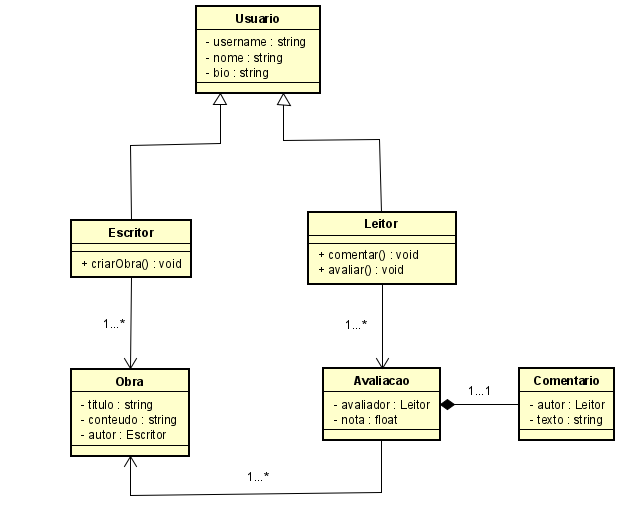 Usuario
- username : string
- nome : string
- bio : string
Escritor
+ criarObra() : void
Leitor
+ comentar() : void
+ avaliar() : void
1...*
1...*
Obra
- titulo : string
- conteudo : string
- autor : Escritor
Avaliacao
- avaliador : Leitor
- nota : float
1...1
Comentario
- autor : Leitor
- texto : string
1...*